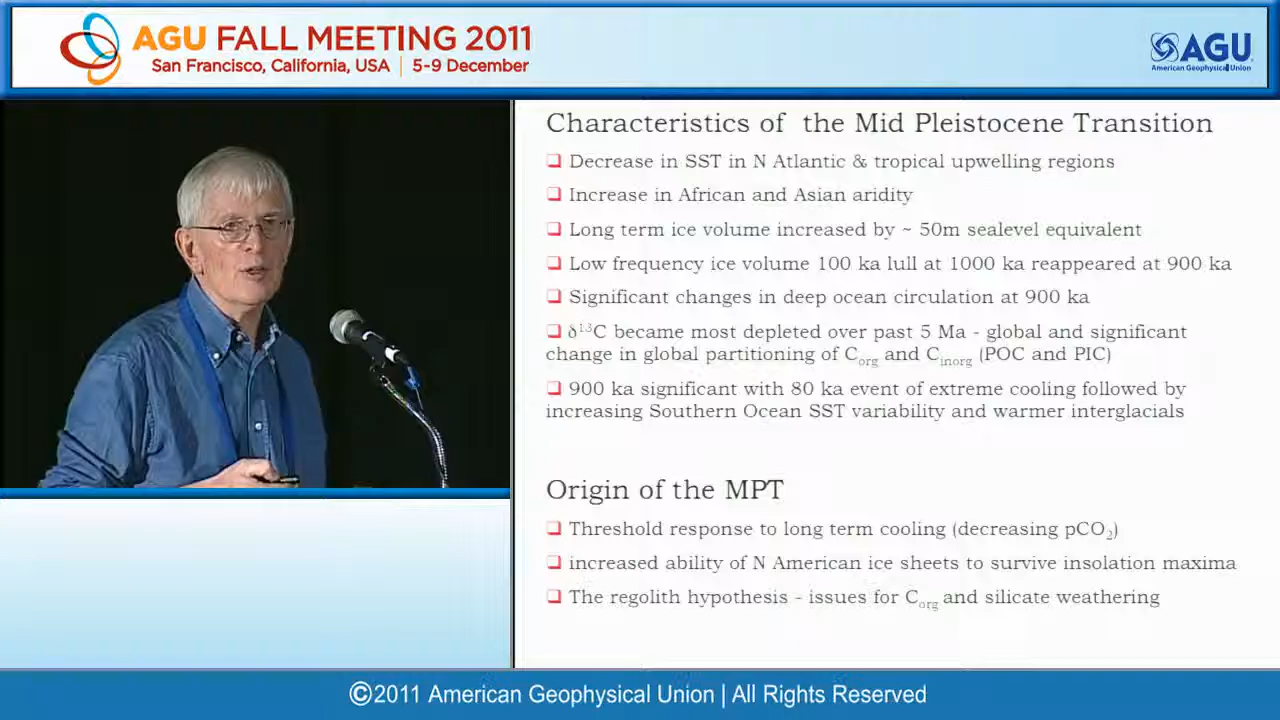 AGU FALL MEETING 2011
San Francisco, California, USA | 5-9 December
AGU
American Geophysical Union
Characteristics of the Mid Pleistocene Transition
❑ Decrease in SST in N Atlantic & tropical upwelling regions
❑ Increase in African and Asian aridity
❑ Long term ice volume increased by ~ 50m sealevel equivalent
❑ Low frequency ice volume 100 ka lull at 1000 ka reappeared at 900 ka
❑ Significant changes in deep ocean circulation at 900 ka
❑ δ¹³C became most depleted over past 5 Ma - global and significant
change in global partitioning of Corg and Cinorg (POC and PIC)
❑ 900 ka significant with 80 ka event of extreme cooling followed by
increasing Southern Ocean SST variability and warmer interglacials
Origin of the MPT
❑ Threshold response to long term cooling (decreasing pCO₂)
❑ increased ability of N American ice sheets to survive insolation maxima
❑ The regolith hypothesis - issues for Corg and silicate weathering
©2011 American Geophysical Union | All Rights Reserved